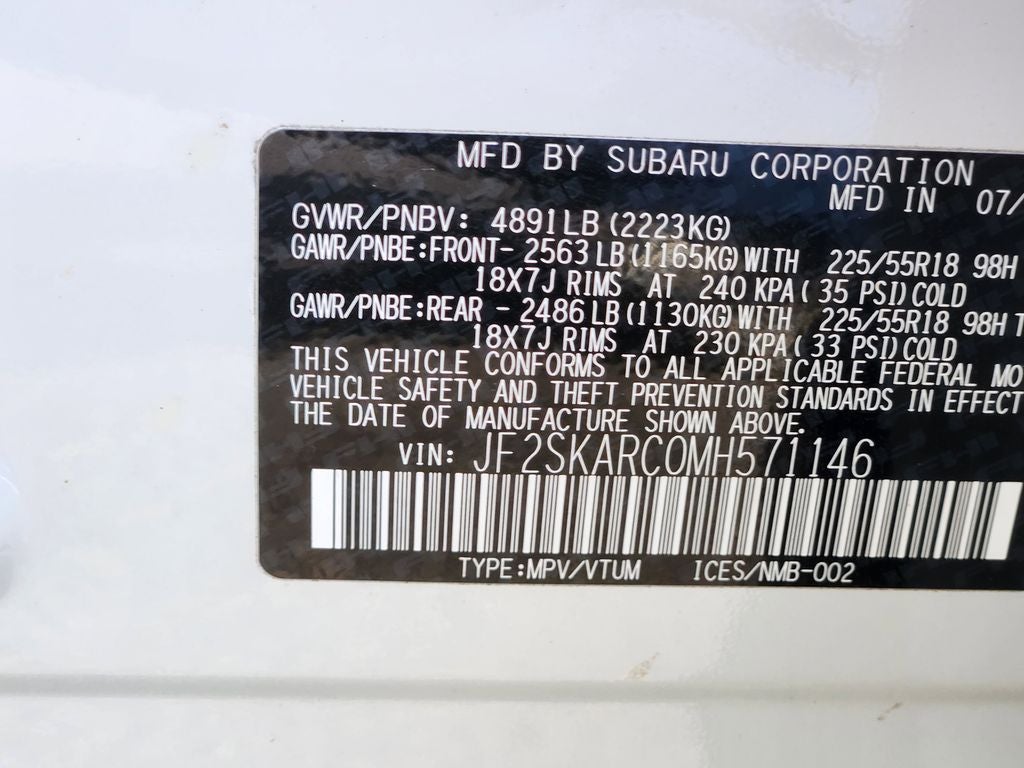 MFD BY SUBARU CORPORATION
MFD IN 07/
GVWR/PNBV: 4891LB (2223KG)
GAWR/PNBE:FRONT- 2563 LB (1165KG) WITH 225/55R18 98H
18X7J RIMS AT 240 KPA ( 35 PSI) COLD
GAWR/PNBE:REAR - 2486 LB (1130KG) WITH 225/55R18 98H T
18X7J RIMS AT 230 KPA ( 33 PSI) COLD
THIS VEHICLE CONFORMS TO ALL APPLICABLE FEDERAL MO
VEHICLE SAFETY AND THEFT PREVENTION STANDARDS IN EFFECT
THE DATE OF MANUFACTURE SHOWN ABOVE.
VIN: JF2SKARC0MH571146
TYPE:MPV/VTUM ICES/NMB-002